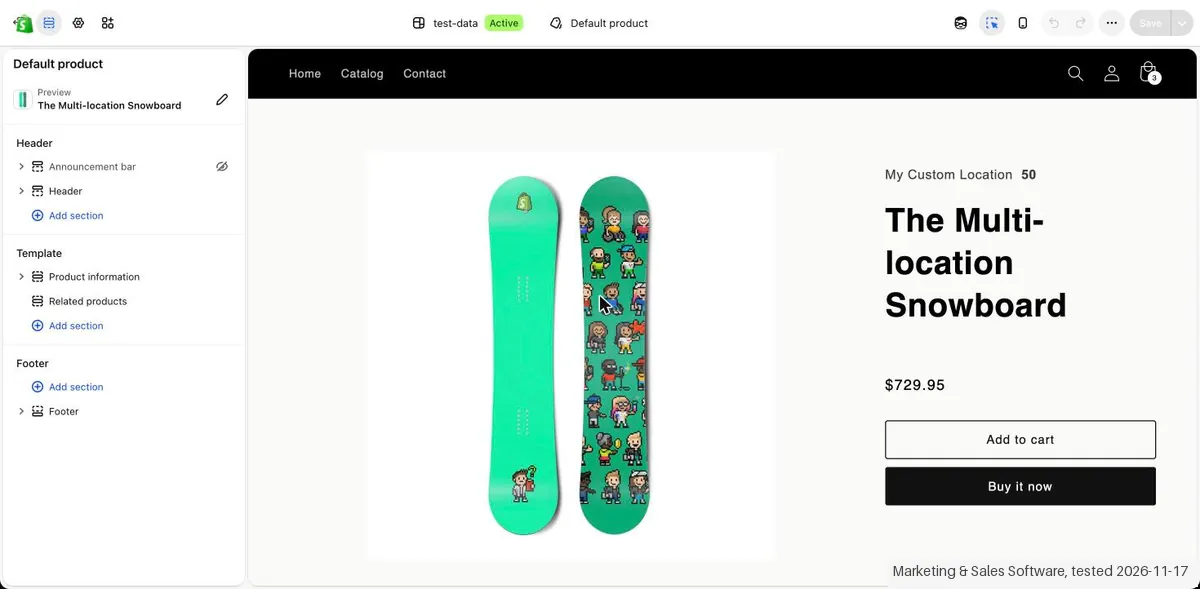 test-data Active
Default product
Save
Default product
Preview
The Multi-location Snowboard
Header
Announcement bar
Header
Add section
Template
Product information
Related products
Add section
Footer
Add section
Footer
Home Catalog Contact
3
My Custom Location 50
The Multi-
location
Snowboard
$729.95
Add to cart
Buy it now
Marketing & Sales Software, tested 2026-11-17